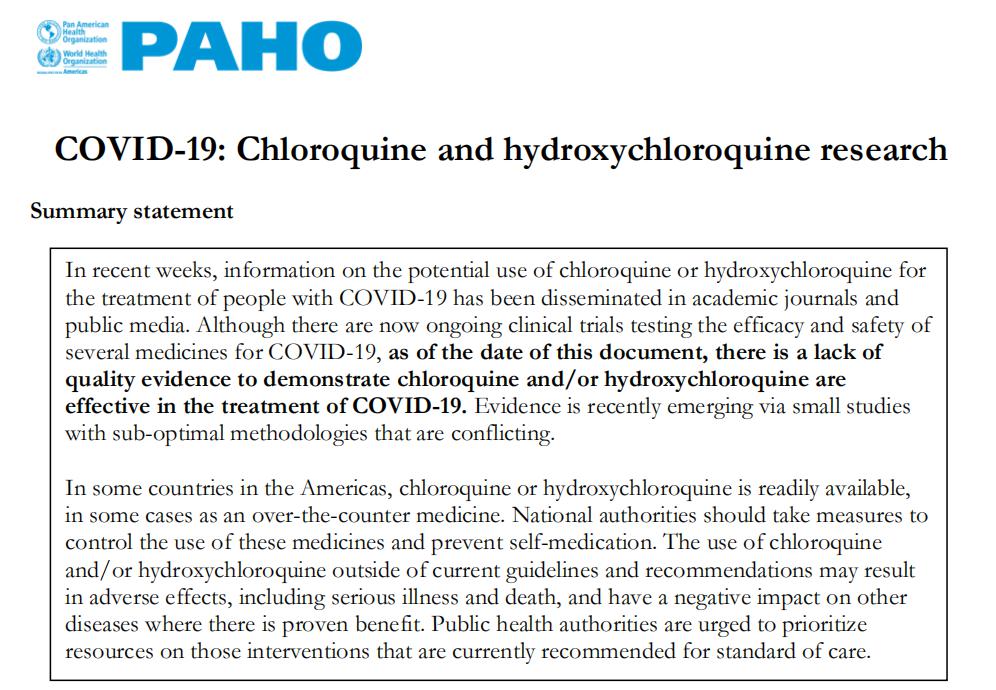 Pan American
Health
Organization
World Health
Organization
Americas
PAHO
COVID-19: Chloroquine and hydroxychloroquine research
Summary statement
In recent weeks, information on the potential use of chloroquine or hydroxychloroquine for
the treatment of people with COVID-19 has been disseminated in academic journals and
public media. Although there are now ongoing clinical trials testing the efficacy and safety of
several medicines for COVID-19, as of the date of this document, there is a lack of
quality evidence to demonstrate chloroquine and/or hydroxychloroquine are
effective in the treatment of COVID-19. Evidence is recently emerging via small studies
with sub-optimal methodologies that are conflicting.
In some countries in the Americas, chloroquine or hydroxychloroquine is readily available,
in some cases as an over-the-counter medicine. National authorities should take measures to
control the use of these medicines and prevent self-medication. The use of chloroquine
and/or hydroxychloroquine outside of current guidelines and recommendations may result
in adverse effects, including serious illness and death, and have a negative impact on other
diseases where there is proven benefit. Public health authorities are urged to prioritize
resources on those interventions that are currently recommended for standard of care.